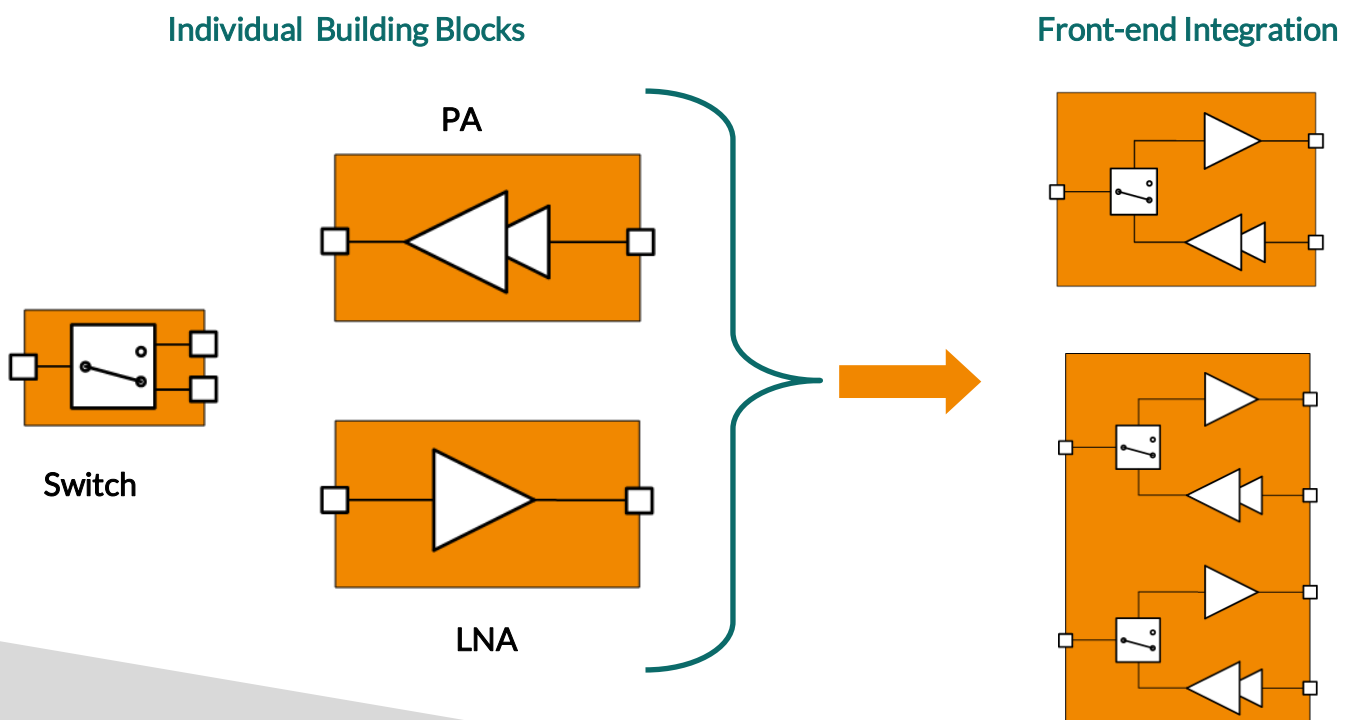 Individual  Building Blocks
Front-end Integration
PA
Switch
LNA